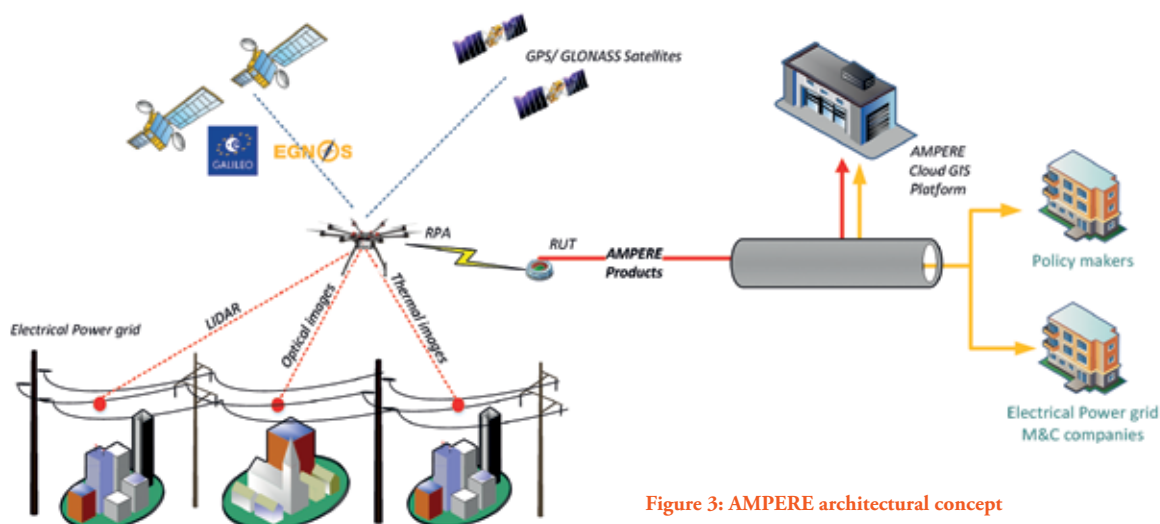 GPS/ GLONASS Satellites
GALILEO
EGNOS
AMPERE
Cloud GIS
Platform
RPA
RUT
AMPERE
Products
Policy makers
LIDAR
Optical images
Thermal images
Electrical Power grid
Electrical Power grid
M&C companies
Figure 3: AMPERE architectural concept